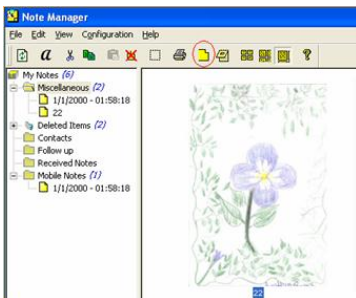 Note Manager
File Edit View Configuration Help
a
My Notes (6)
Miscellaneous (2)
1/1/2000 - 01:58:18
22
Deleted Items (2)
Contacts
Follow up
Received Notes
Mobile Notes (1)
1/1/2000 - 01:58:18
22